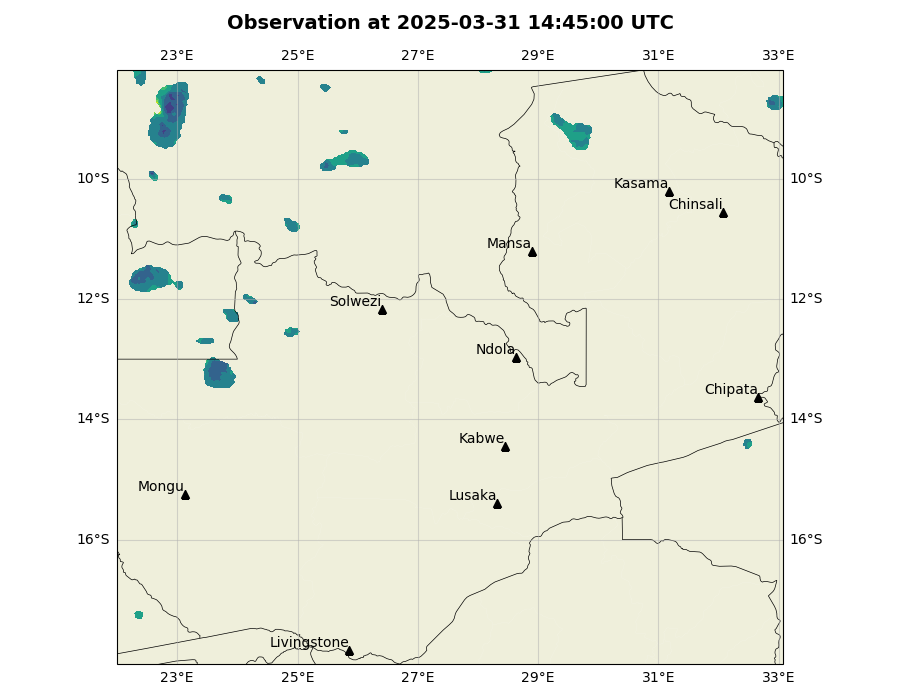 Observation at 2025-03-31 14:45:00 UTC
23°E 25°E 27°E 29°E 31°E 33°E
10°S 10°S
Kasama
Chinsali
Mansa
12°S 12°S
Solwezi
Ndola
Chipata
14°S 14°S
Kabwe
Mongu
Lusaka
16°S 16°S
Livingstone
23°E 25°E 27°E 29°E 31°E 33°E